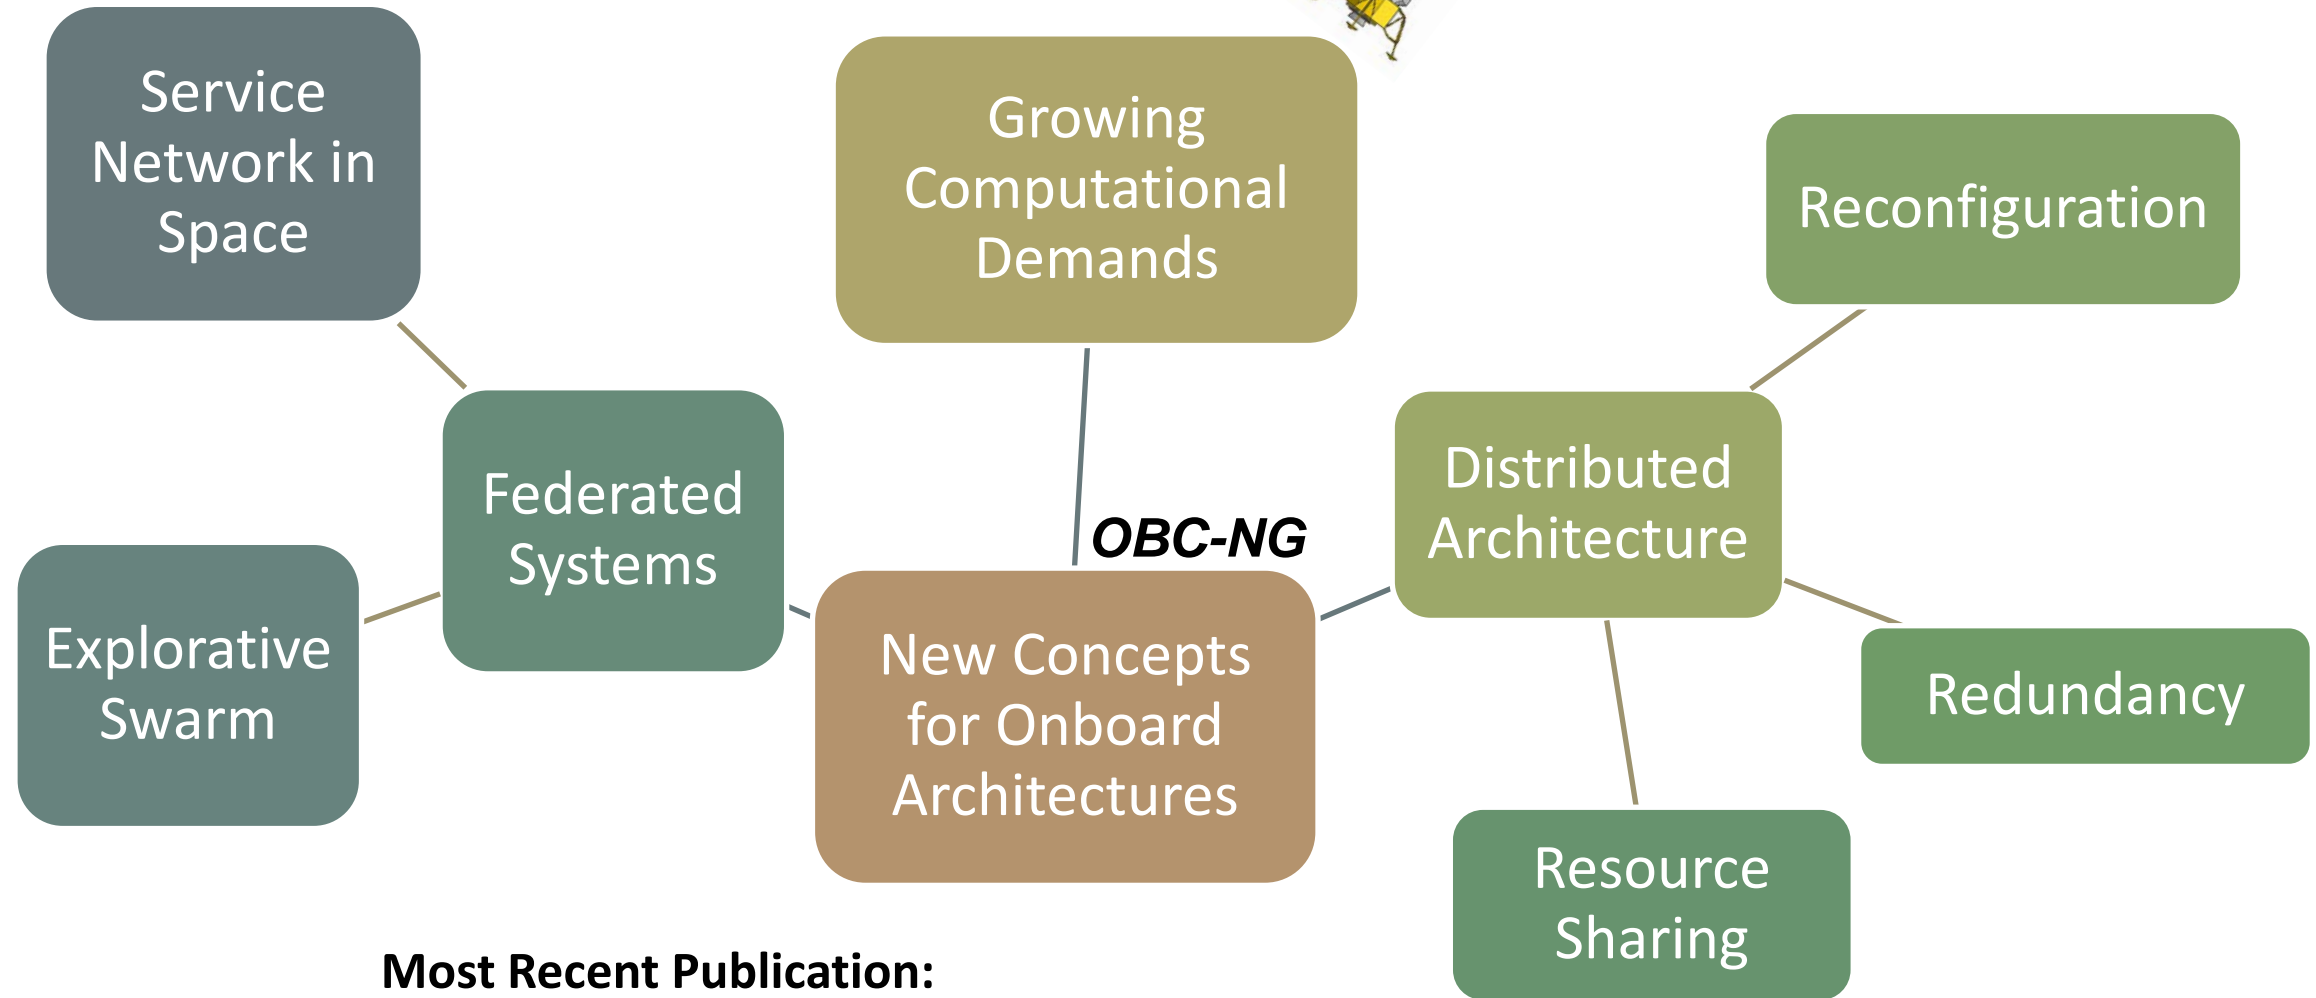 Service
Network in
Space
Growing
Computational
Demands
Reconfiguration
Federated
Systems
Distributed
Architecture
OBC-NG
Explorative
Swarm
New Concepts
for Onboard
Architectures
Redundancy
Resource
Sharing
Most Recent Publication: